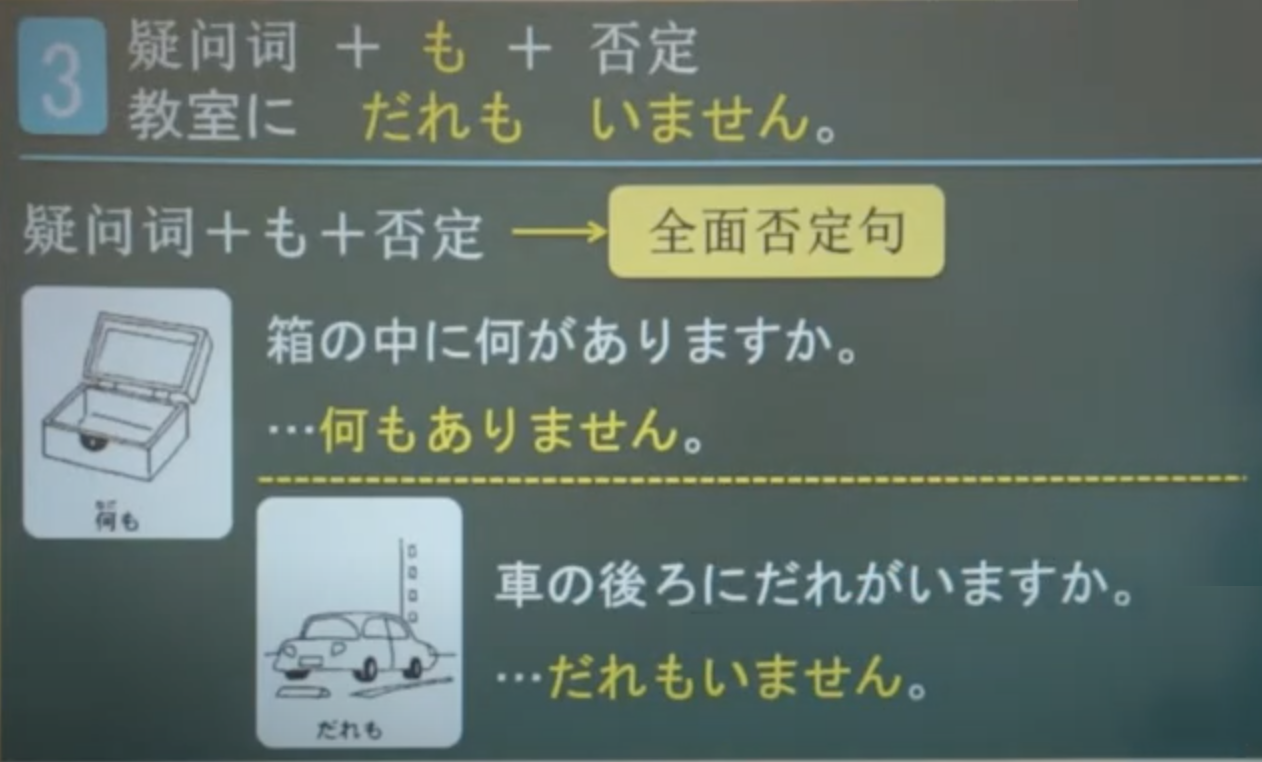 3
疑问词 + も + 否定
教室に だれも いません。
疑问词+も+否定 → 全面否定句
箱の中に何がありますか。
…何もありません。
なに
何も
車の後ろにだれがいますか。
…だれもいません。
だれも